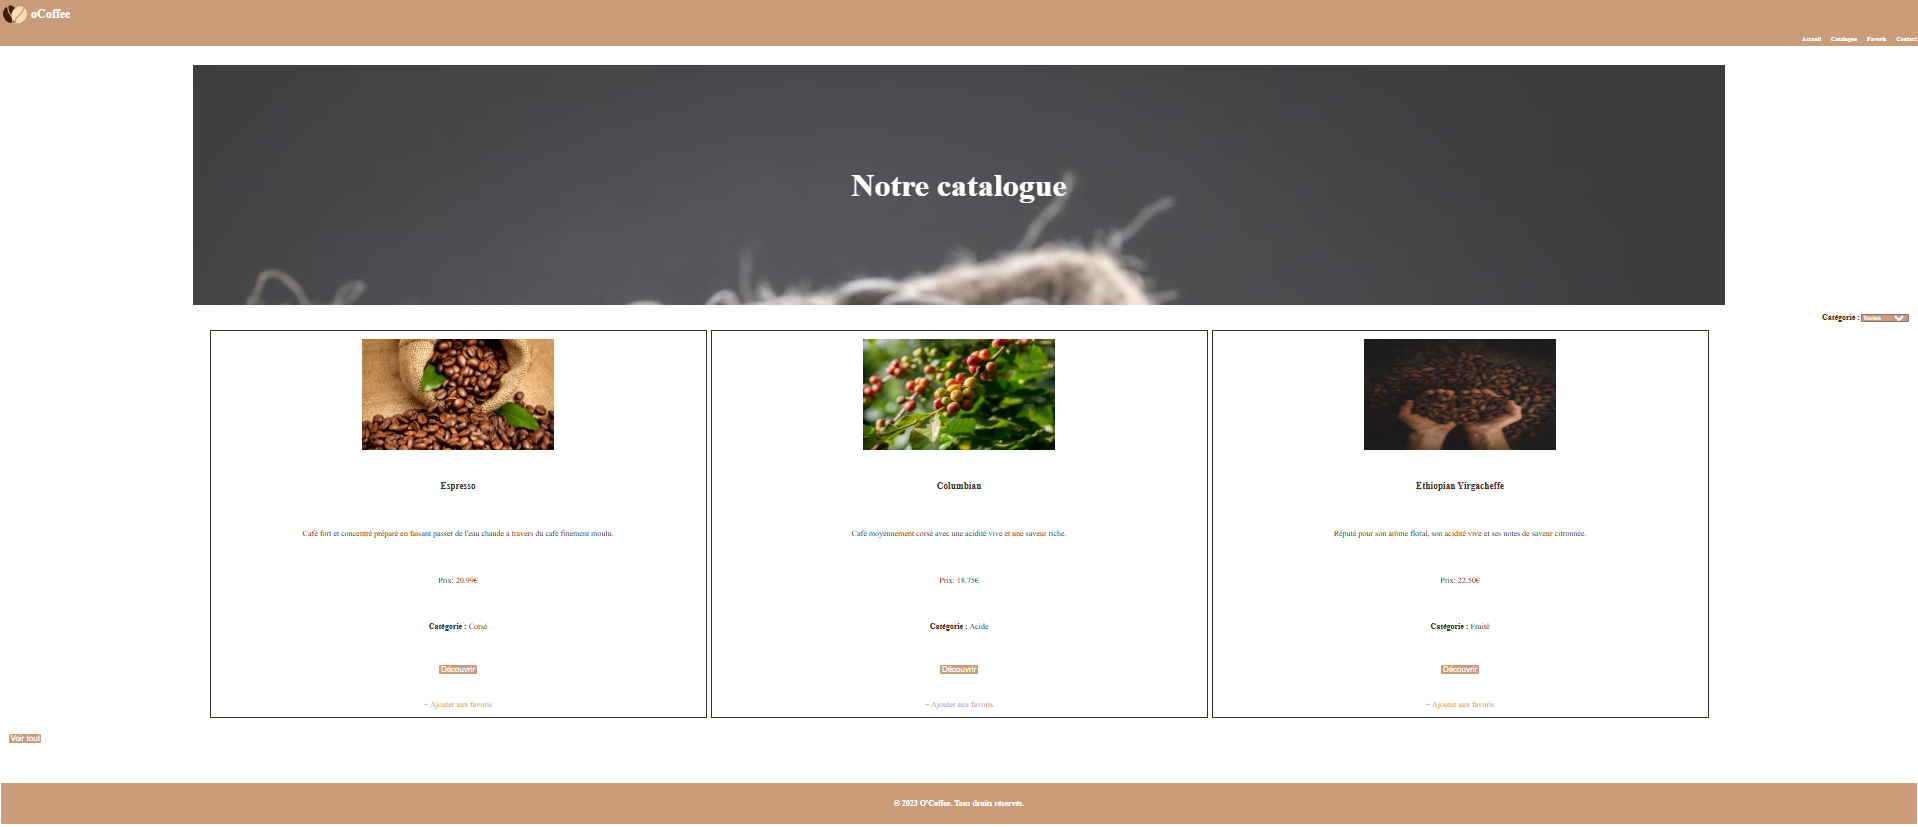 oCoffee
Accueil Catalogue Favoris Contact
Notre catalogue
Catégorie : Toutes
Espresso
Café fort et concentré préparé en faisant passer de l'eau chaude à travers du café finement moulu.
Prix: 20.99€
Catégorie : Corsé
Découvrir
+ Ajouter aux favoris
Columbian
Café moyennement corsé avec une acidité vive et une saveur riche.
Prix: 18.75€
Catégorie : Acide
Découvrir
+ Ajouter aux favoris
Ethiopian Yirgacheffe
Réputé pour son arôme floral, son acidité vive et ses notes de saveur citronnée.
Prix: 22.50€
Catégorie : Fruité
Découvrir
+ Ajouter aux favoris
Voir tout
© 2023 O'Coffee. Tous droits réservés.